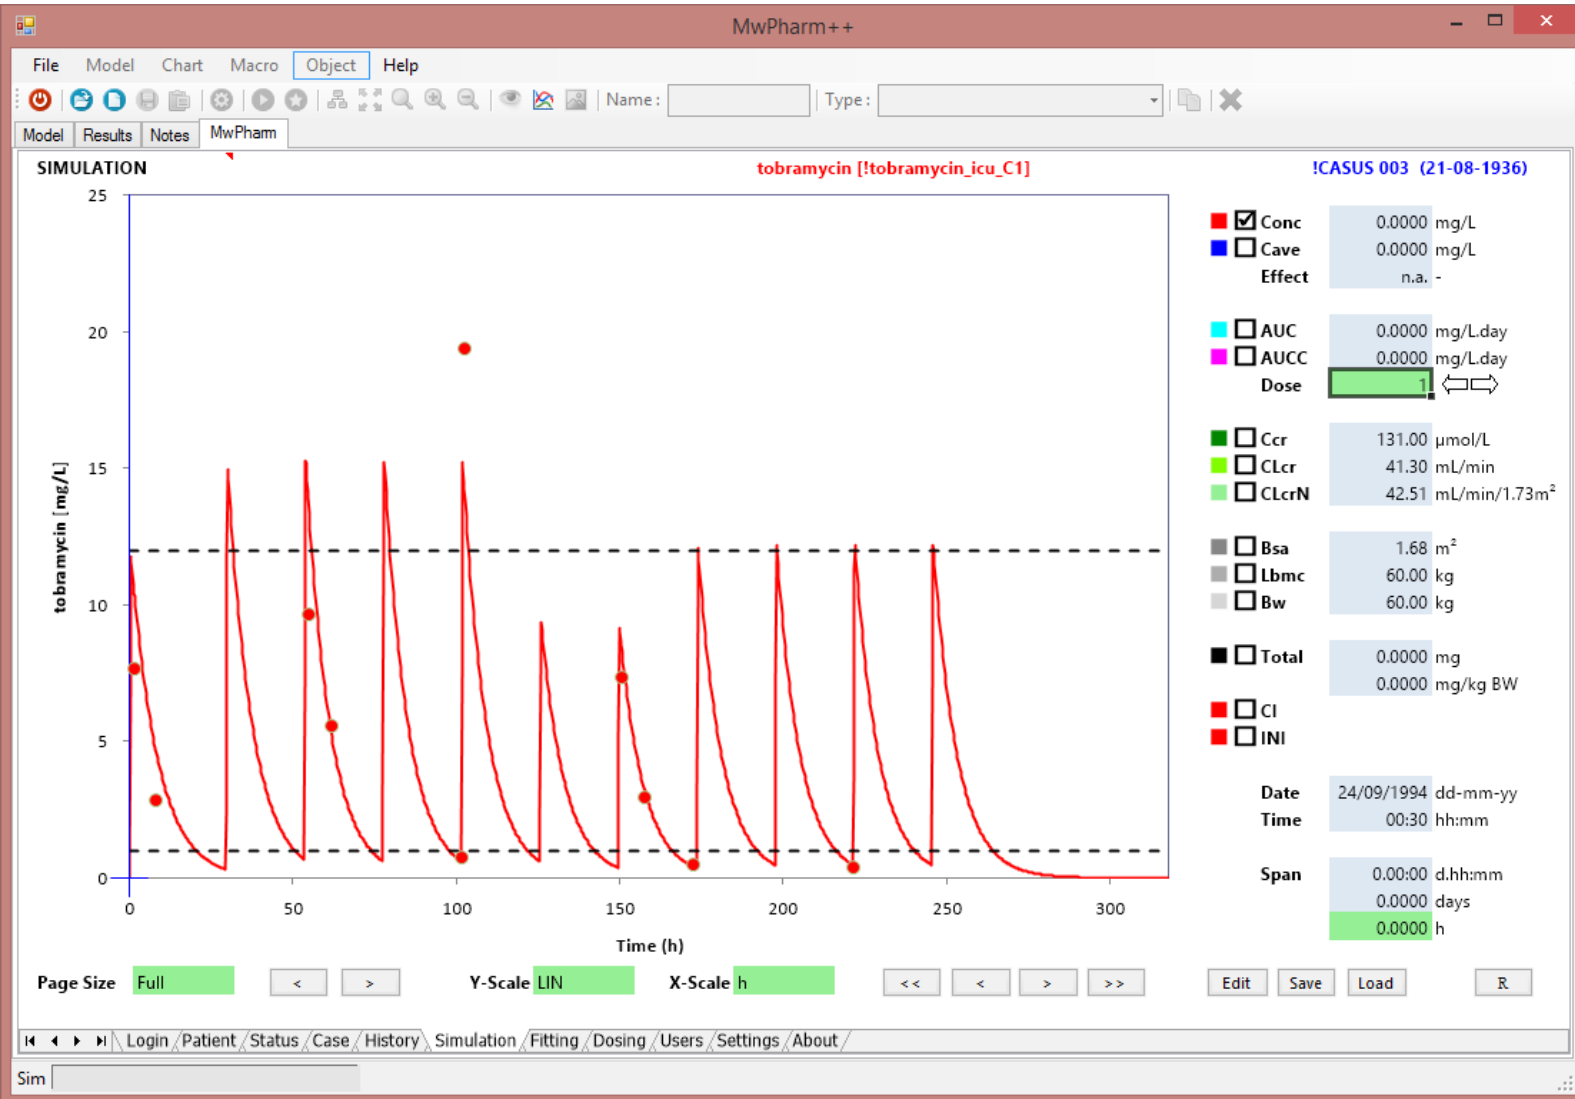 MwPharm++
File Model Chart Macro Object Help
Name : Type :
Model Results Notes MwPharm
SIMULATION tobramycin [!tobramycin_icu_C1] !CASUS 003 (21-08-1936)
25
20
15
10
5
0
tobramycin [mg/L]
0 50 100 150 200 250 300
Time (h)
Conc 0.0000 mg/L
Cave 0.0000 mg/L
Effect n.a. -
AUC 0.0000 mg/L.day
AUCC 0.0000 mg/L.day
Dose 1
Ccr 131.00 µmol/L
CLcr 41.30 mL/min
CLcrN 42.51 mL/min/1.73m²
Bsa 1.68 m²
Lbmc 60.00 kg
Bw 60.00 kg
Total 0.0000 mg
0.0000 mg/kg BW
CI
INI
Date 24/09/1994 dd-mm-yy
Time 00:30 hh:mm
Span 0.00:00 d.hh:mm
0.0000 days
0.0000 h
Page Size Full < > Y-Scale LIN X-Scale h << < > >> Edit Save Load R
Login Patient Status Case History Simulation Fitting Dosing Users Settings About
Sim